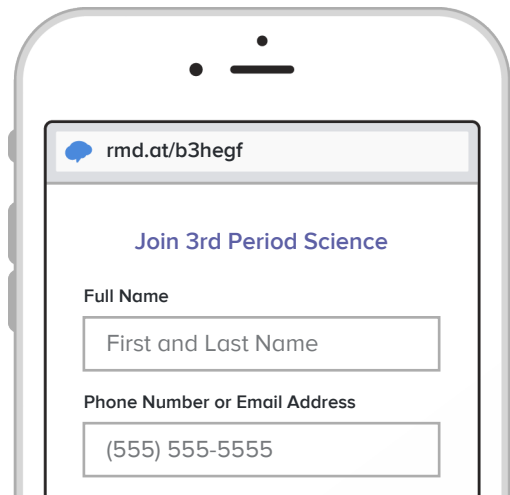 rmd.at/b3hegf
Join 3rd Period Science
Full Name
First and Last Name
Phone Number or Email Address
(555) 555-5555